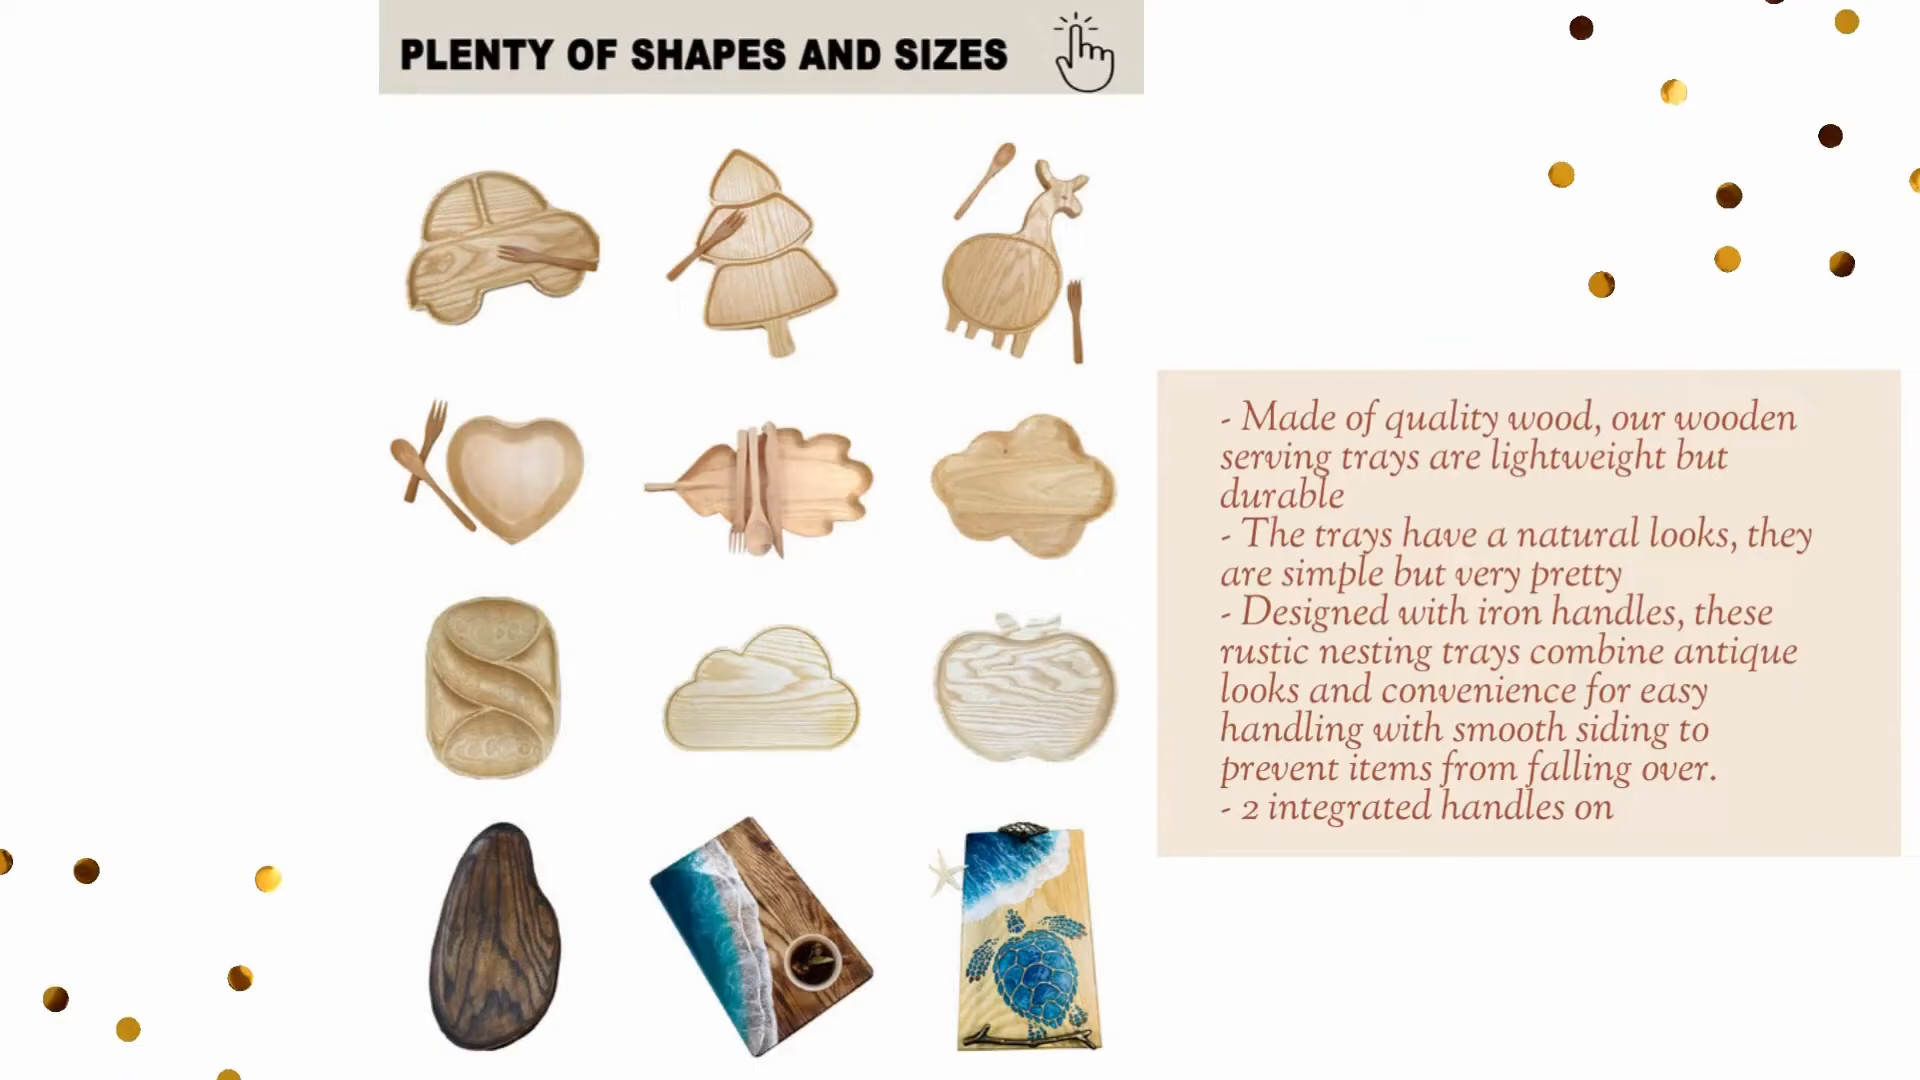 PLENTY OF SHAPES AND SIZES
- Made of quality wood, our wooden
serving trays are lightweight but
durable
- The trays have a natural looks, they
are simple but very pretty
- Designed with iron handles, these
rustic nesting trays combine antique
looks and convenience for easy
handling with smooth siding to
prevent items from falling over.
- 2 integrated handles on